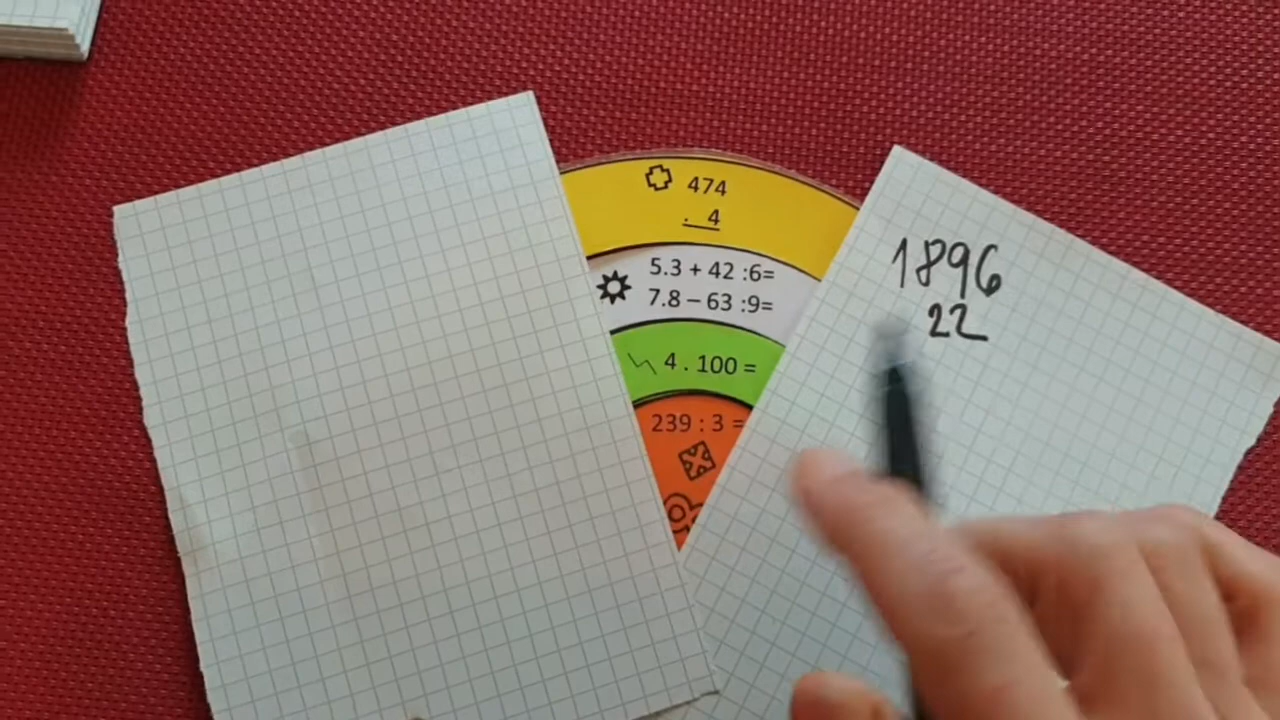 474
. 4
5.3 + 42 :6=
7.8 – 63 :9=
4 . 100 =
239 : 3 =
1896
22